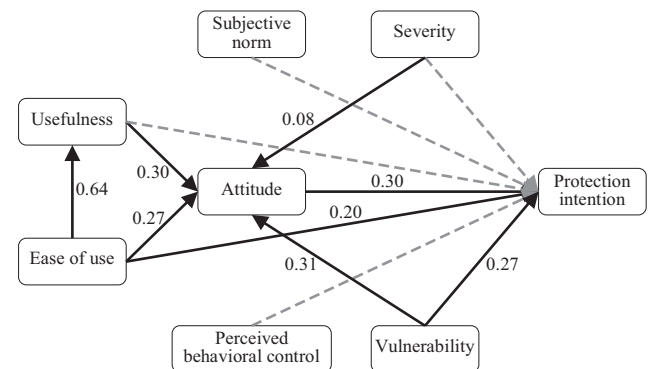 Subjective
norm
Severity
0.08
Usefulness
0.30
0.64
Attitude
0.30
Protection
intention
0.27
0.20
Ease of use
0.31
0.27
Perceived
behavioral control
Vulnerability